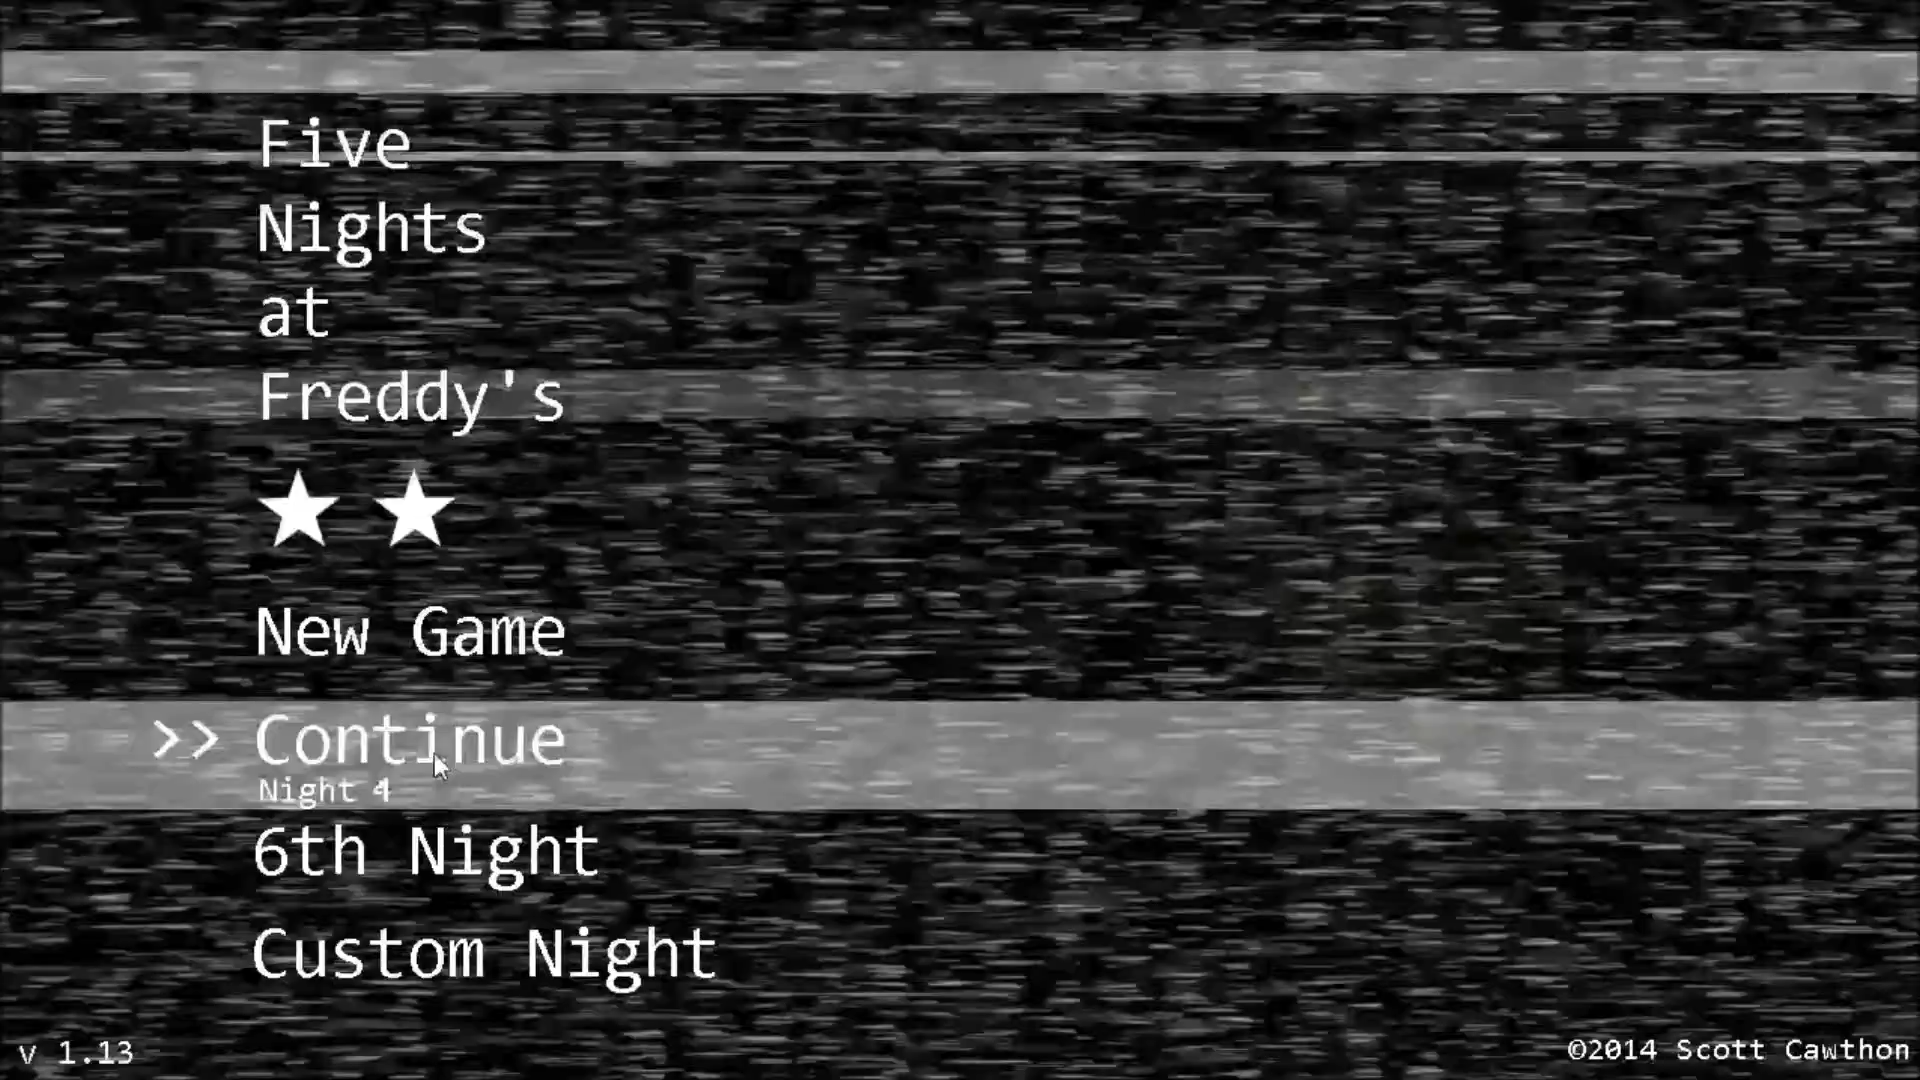 Five
Nights
at
Freddy's
★ ★
New Game
>> Continue
Night 4
6th Night
Custom Night
v 1.13
©2014 Scott Cawthon